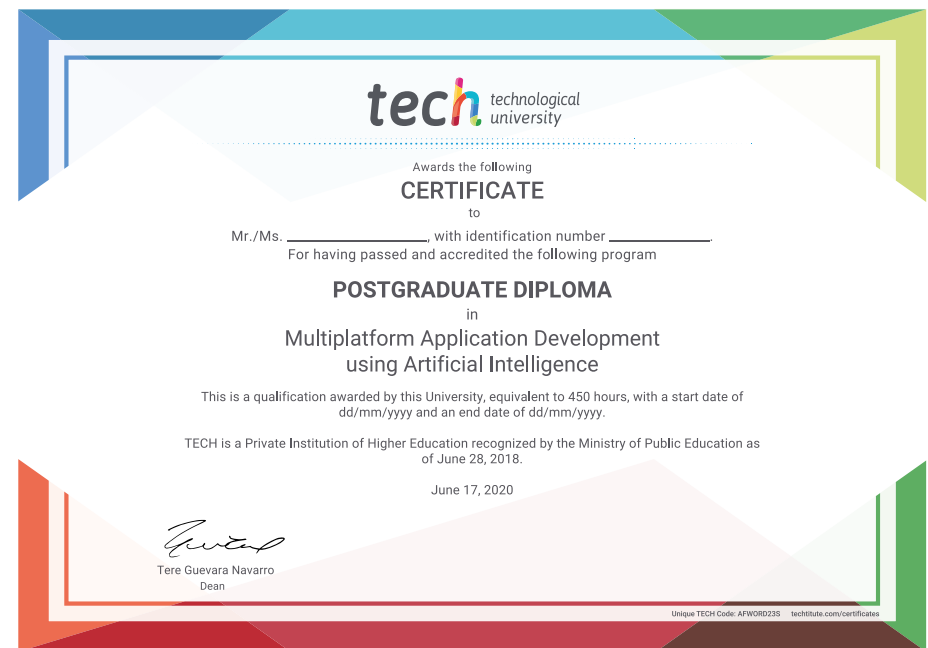 tech technological
university
Awards the following
CERTIFICATE
to
Mr./Ms. ____________________, with identification number ______________.
For having passed and accredited the following program
POSTGRADUATE DIPLOMA
in
Multiplatform Application Development
using Artificial Intelligence
This is a qualification awarded by this University, equivalent to 450 hours, with a start date of
dd/mm/yyyy and an end date of dd/mm/yyyy.
TECH is a Private Institution of Higher Education recognized by the Ministry of Public Education as
of June 28, 2018.
June 17, 2020
Tere Guevara Navarro
Dean
Unique TECH Code: AFWORD23S techtitute.com/certificates